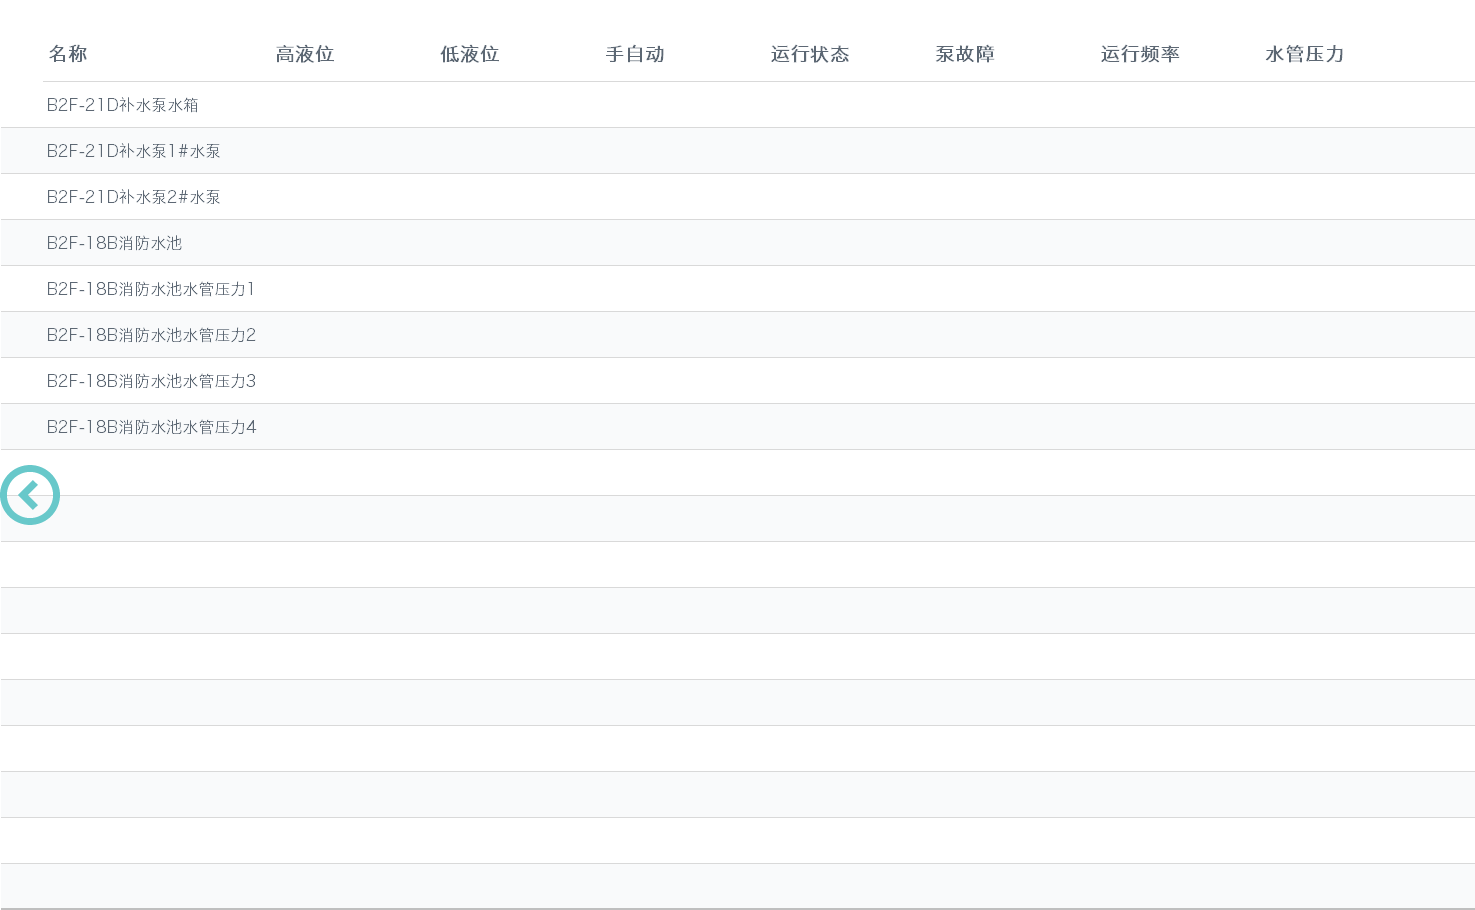 名称 高液位 低液位 手自动 运行状态 泵故障 运行频率 水管压力
B2F-21D补水泵水箱
B2F-21D补水泵1#水泵
B2F-21D补水泵2#水泵
B2F-18B消防水池
B2F-18B消防水池水管压力1
B2F-18B消防水池水管压力2
B2F-18B消防水池水管压力3
B2F-18B消防水池水管压力4